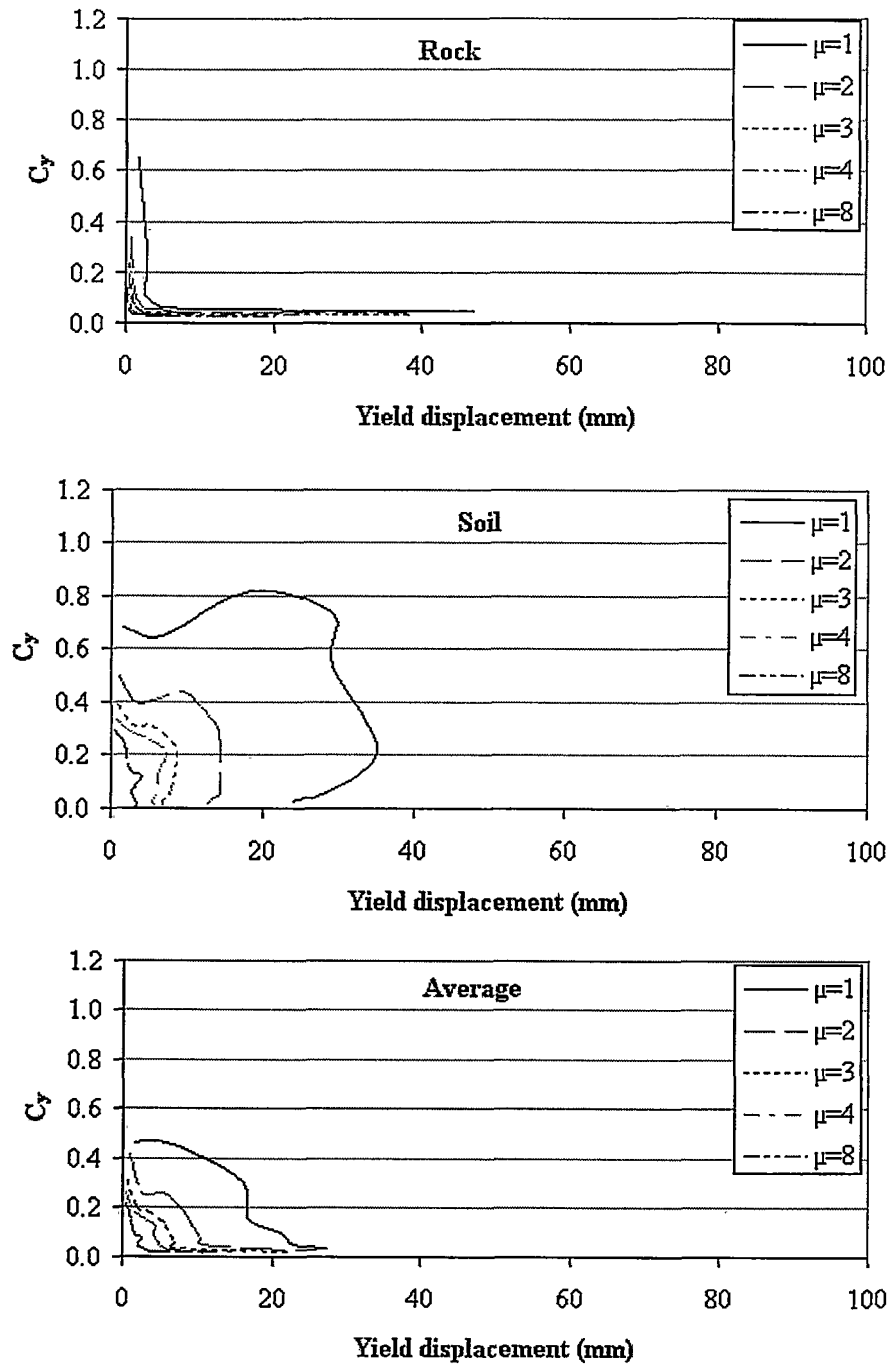 Rock
C_y
1.2
1.0
0.8
0.6
0.4
0.2
0.0
0 20 40 60 80 100
Yield displacement (mm)
μ=1
μ=2
μ=3
μ=4
μ=8
Soil
C_y
1.2
1.0
0.8
0.6
0.4
0.2
0.0
0 20 40 60 80 100
Yield displacement (mm)
μ=1
μ=2
μ=3
μ=4
μ=8
Average
C_y
1.2
1.0
0.8
0.6
0.4
0.2
0.0
0 20 40 60 80 100
Yield displacement (mm)
μ=1
μ=2
μ=3
μ=4
μ=8